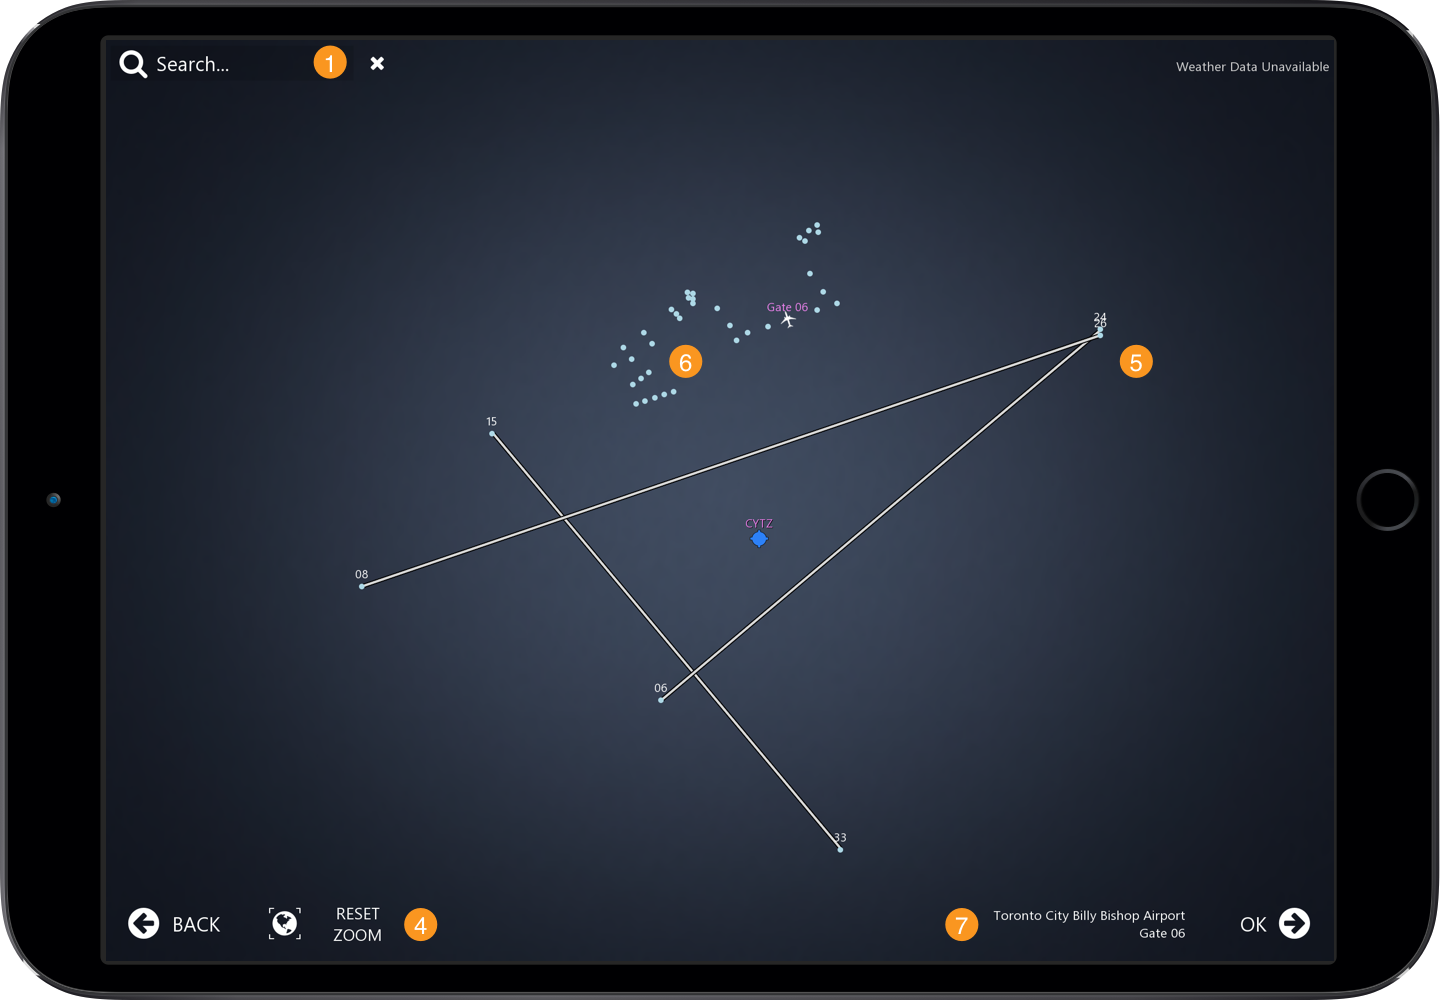 Search...
1
Weather Data Unavailable
Gate 06
24
26
6
5
15
CYTZ
08
06
33
BACK
RESET
ZOOM
4
7
Toronto City Billy Bishop Airport
Gate 06
OK